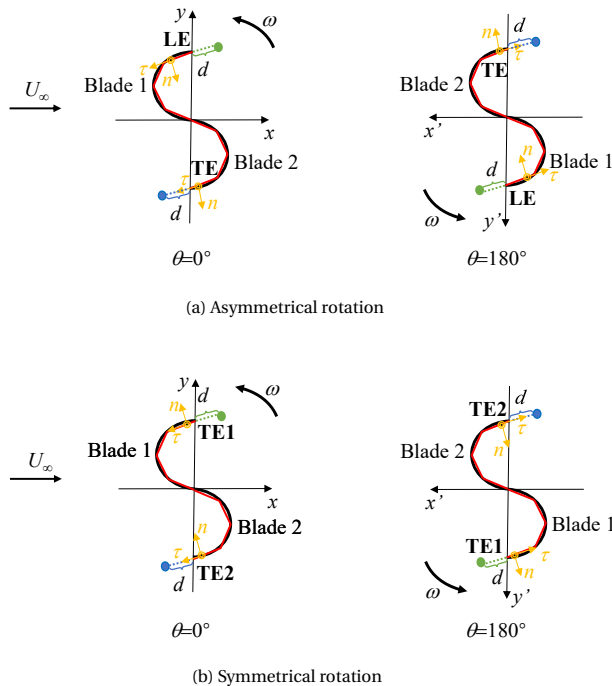 y
ω
LE
n
d
τ
Blade 1
n
U∞
x
TE
Blade 2
τ
d
n
θ=0°
n
d
TE
τ
Blade 2
x'
n
d
Blade 1
τ
LE
ω
y'
θ=180°
(a) Asymmetrical rotation
y
ω
d
n
TE1
τ
Blade 1
U∞
x
n
Blade 2
τ
d
TE2
θ=0°
TE2
d
τ
n
Blade 2
x'
Blade 1
TE1
τ
d
n
ω
y'
θ=180°
(b) Symmetrical rotation